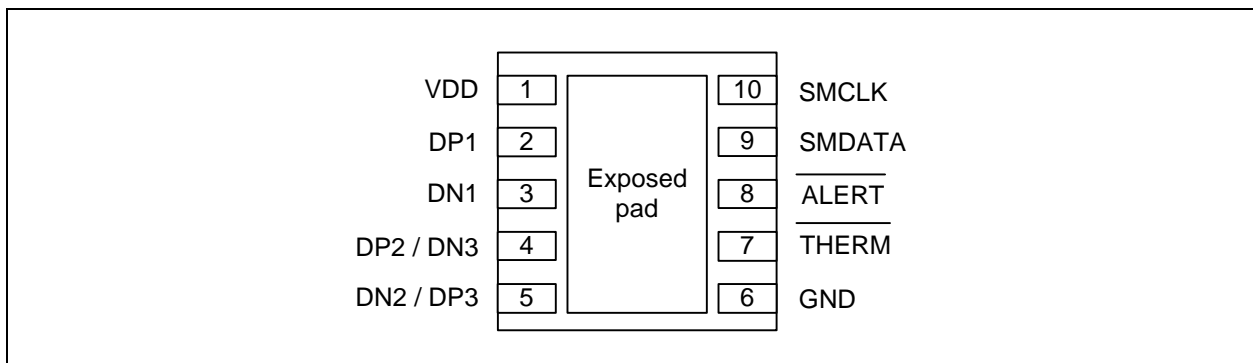 VDD 1 10 SMCLK
DP1 2 9 SMDATA
DN1 3 Exposed pad 8 ALERT
DP2 / DN3 4 7 THERM
DN2 / DP3 5 6 GND